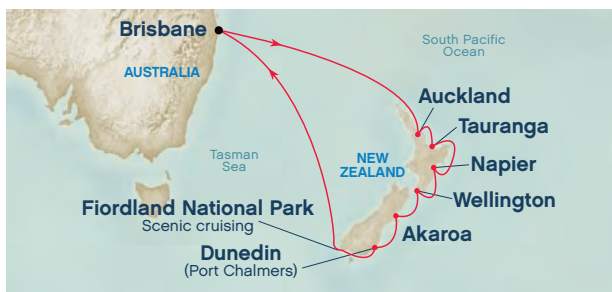 Brisbane
South Pacific
Ocean
AUSTRALIA
Auckland
Tauranga
Tasman
Sea
NEW
ZEALAND
Napier
Wellington
Fiordland National Park
Scenic cruising
Akaroa
Dunedin
(Port Chalmers)